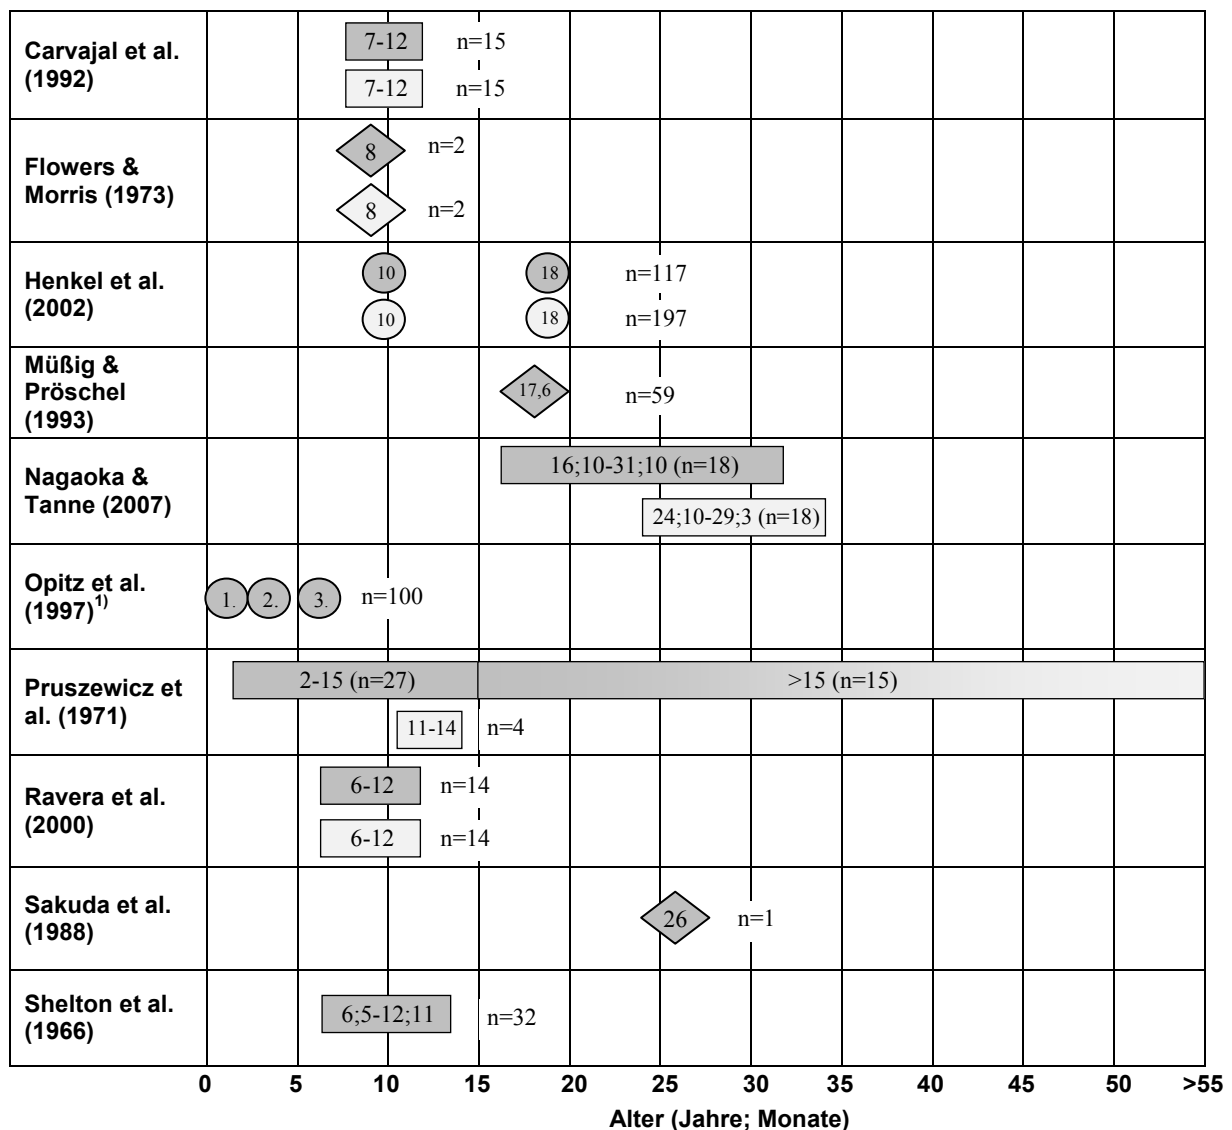 Carvajal et al.
(1992)
7-12 n=15
7-12 n=15
Flowers &
Morris (1973)
8 n=2
8 n=2
Henkel et al.
(2002)
10 18 n=117
10 18 n=197
Müßig &
Pröschel
(1993)
17,6 n=59
Nagaoka &
Tanne (2007)
16;10-31;10 (n=18)
24;10-29;3 (n=18)
Opitz et al.
(1997)1)
1. 2. 3. n=100
Pruszewicz et
al. (1971)
2-15 (n=27) >15 (n=15)
11-14 n=4
Ravera et al.
(2000)
6-12 n=14
6-12 n=14
Sakuda et al.
(1988)
26 n=1
Shelton et al.
(1966)
6;5-12;11 n=32
0 5 10 15 20 25 30 35 40 45 50 >55
Alter (Jahre; Monate)